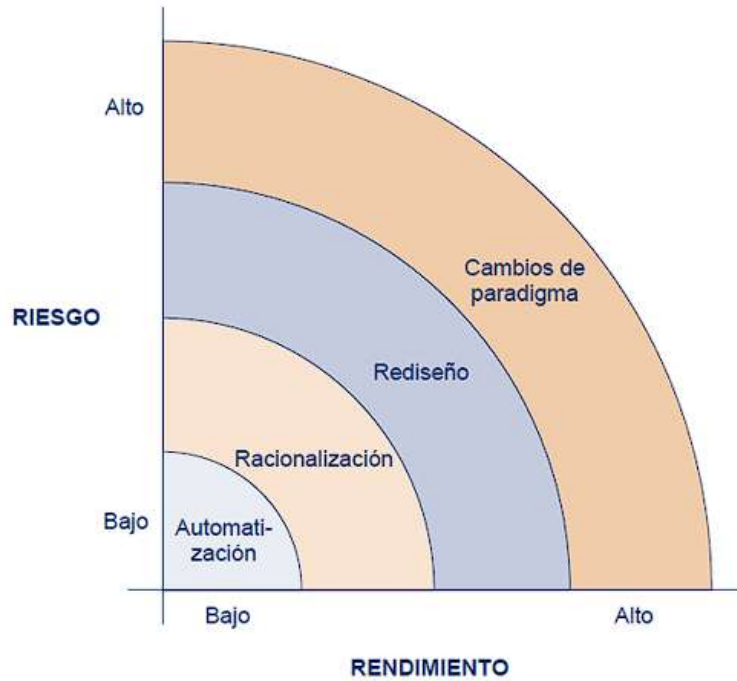 Alto
Cambios de
paradigma
RIESGO
Rediseño
Racionalización
Bajo
Automati-
zación
Bajo
Alto
RENDIMIENTO